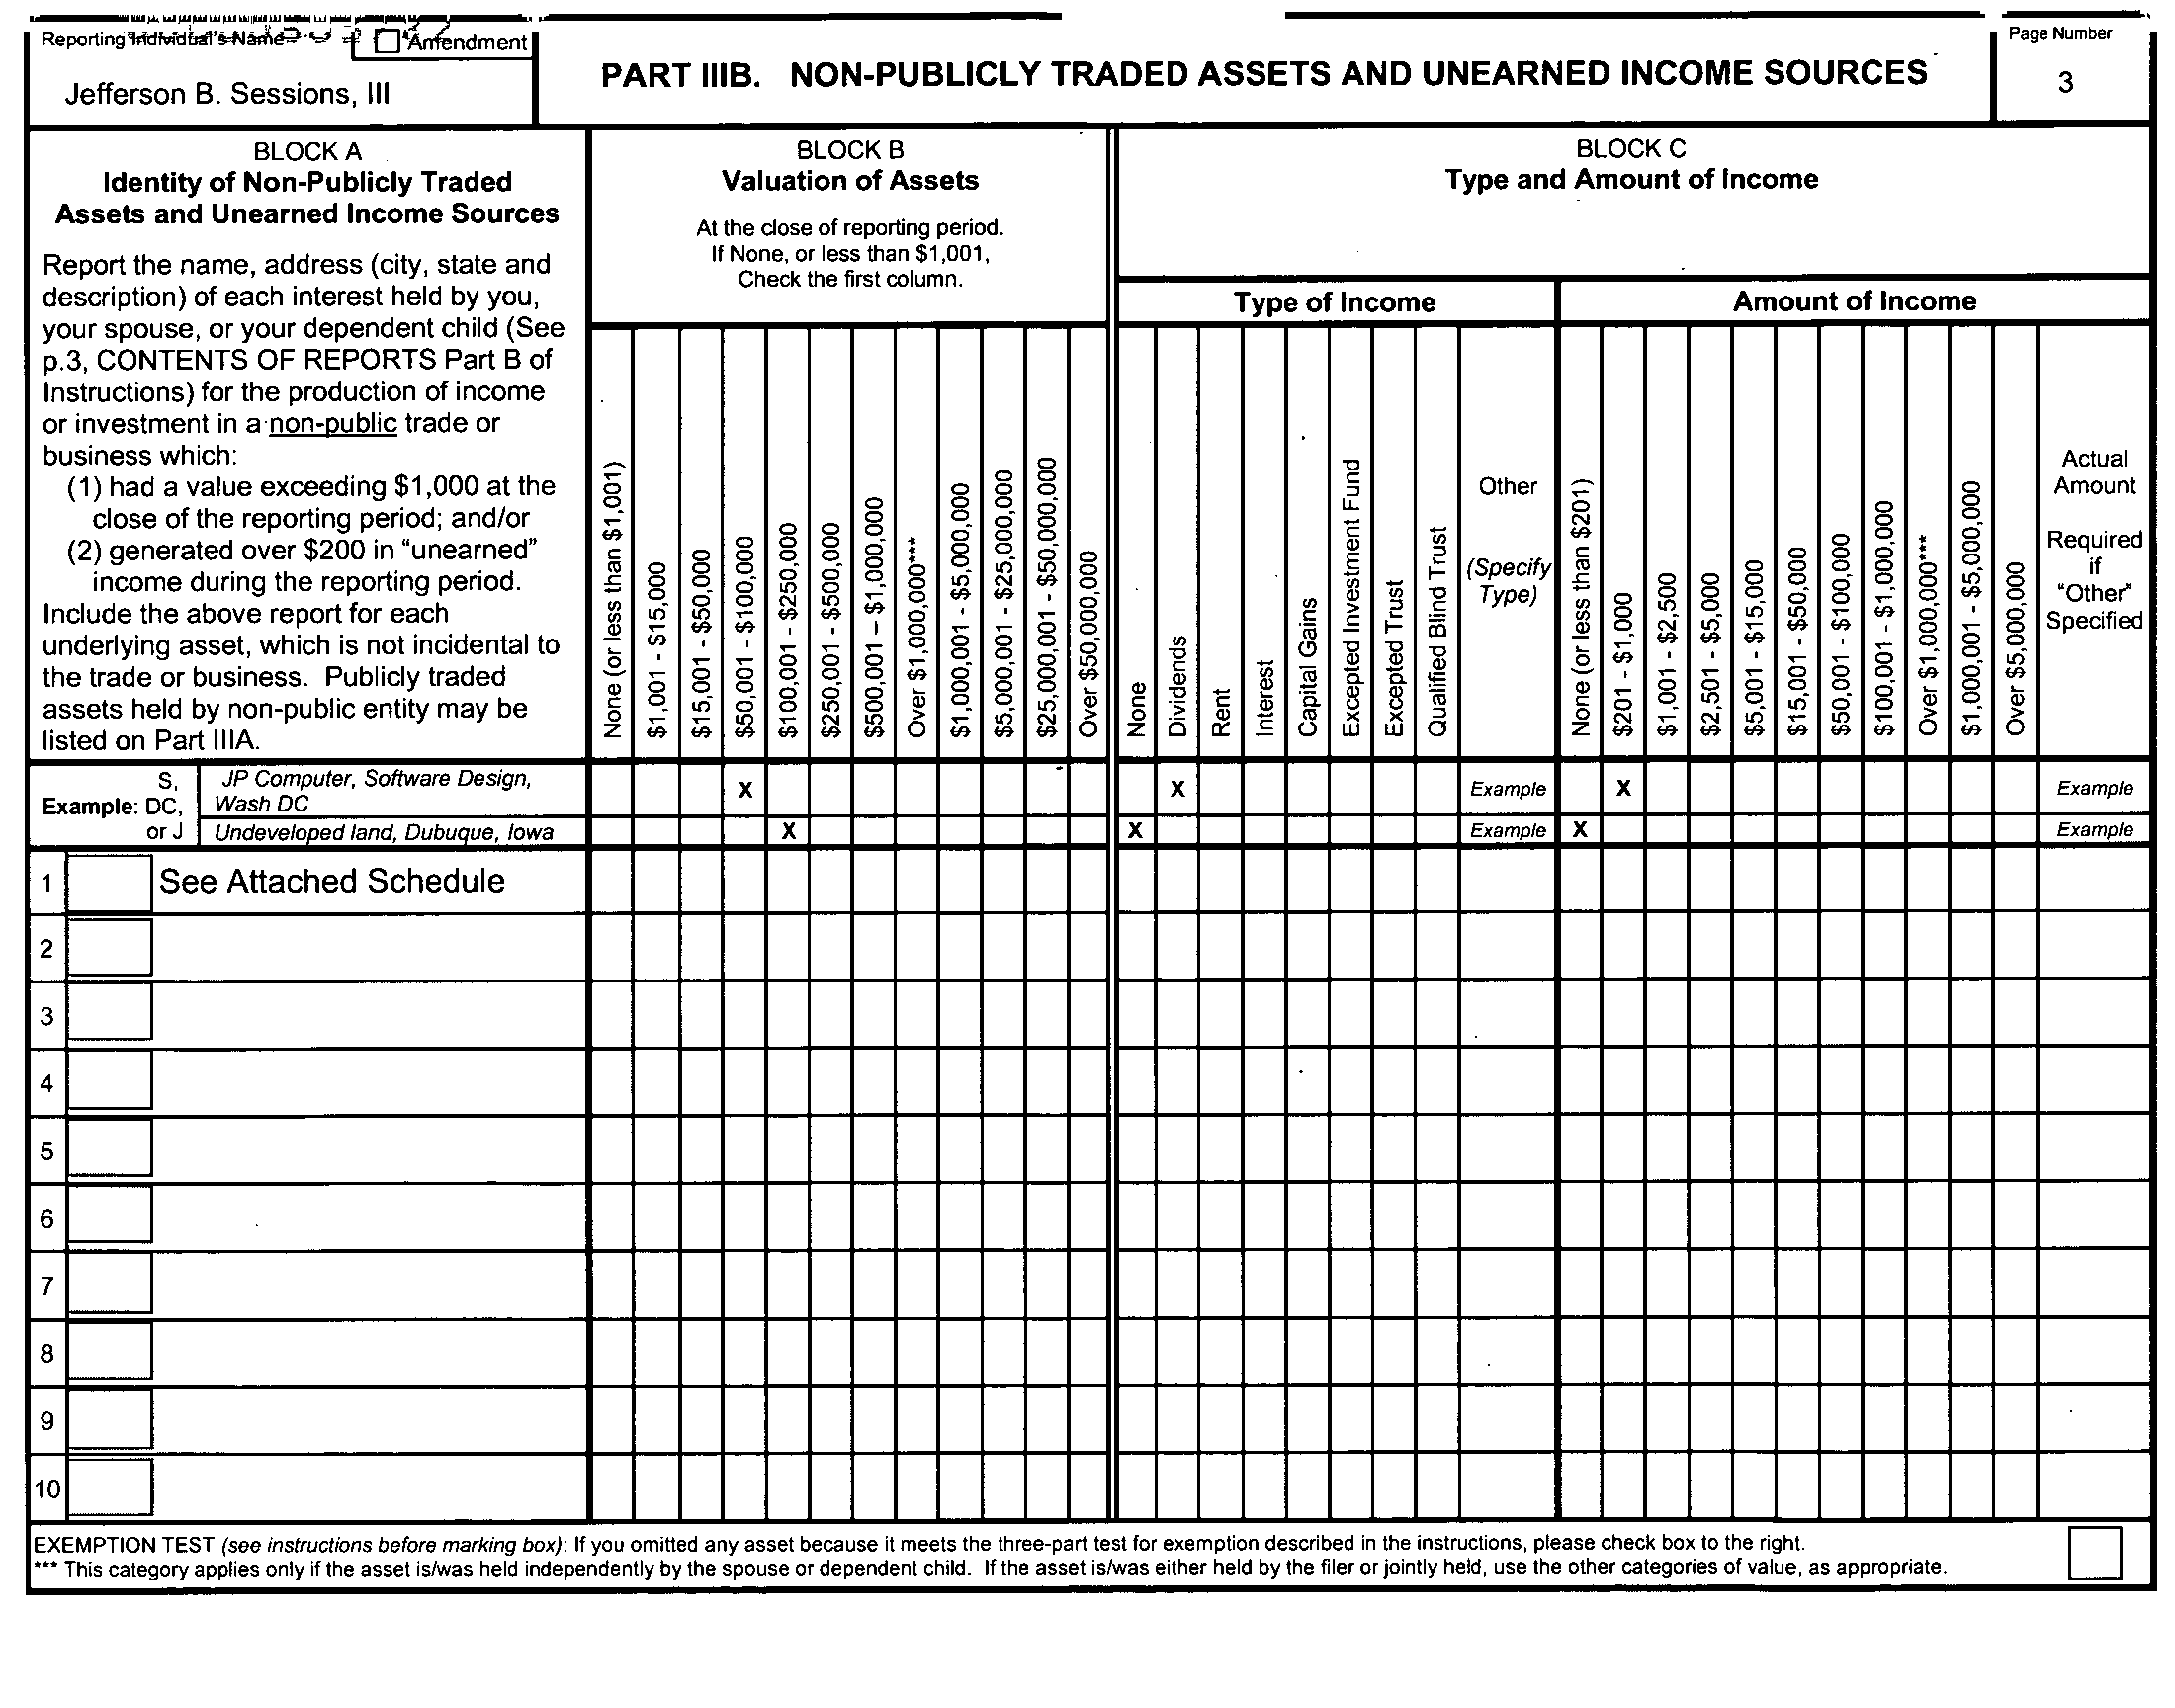 Reporting Individual's Name
Amendment
Jefferson B. Sessions, III
PART IIIB. NON-PUBLICLY TRADED ASSETS AND UNEARNED INCOME SOURCES
Page Number
3
BLOCK A
Identity of Non-Publicly Traded
Assets and Unearned Income Sources
Report the name, address (city, state and
description) of each interest held by you,
your spouse, or your dependent child (See
p.3, CONTENTS OF REPORTS Part B of
Instructions) for the production of income
or investment in a non-public trade or
business which:
(1) had a value exceeding $1,000 at the
close of the reporting period; and/or
(2) generated over $200 in “unearned”
income during the reporting period.
Include the above report for each
underlying asset, which is not incidental to
the trade or business. Publicly traded
assets held by non-public entity may be
listed on Part IIIA.
BLOCK B
Valuation of Assets
At the close of reporting period.
If None, or less than $1,001,
Check the first column.
None (or less than $1,001)
$1,001 - $15,000
$15,001 - $50,000
$50,001 - $100,000
$100,001 - $250,000
$250,001 - $500,000
$500,001 – $1,000,000
Over $1,000,000***
$1,000,001 - $5,000,000
$5,000,001 - $25,000,000
$25,000,001 - $50,000,000
Over $50,000,000
BLOCK C
Type and Amount of Income
Type of Income
None
Dividends
Rent
Interest
Capital Gains
Excepted Investment Fund
Excepted Trust
Qualified Blind Trust
Other
(Specify
Type)
Amount of Income
None (or less than $201)
$201 - $1,000
$1,001 - $2,500
$2,501 - $5,000
$5,001 - $15,000
$15,001 - $50,000
$50,001 - $100,000
$100,001 - $1,000,000
Over $1,000,000***
$1,000,001 - $5,000,000
Over $5,000,000
Actual
Amount
Required
if
“Other”
Specified
Example:
S,
DC,
or J
JP Computer, Software Design,
Wash DC
X
X
Example
X
Example
Undeveloped land, Dubuque, Iowa
X
X
Example
X
Example
1
See Attached Schedule
2
3
4
5
6
7
8
9
10
EXEMPTION TEST (see instructions before marking box): If you omitted any asset because it meets the three-part test for exemption described in the instructions, please check box to the right.
*** This category applies only if the asset is/was held independently by the spouse or dependent child. If the asset is/was either held by the filer or jointly held, use the other categories of value, as appropriate.